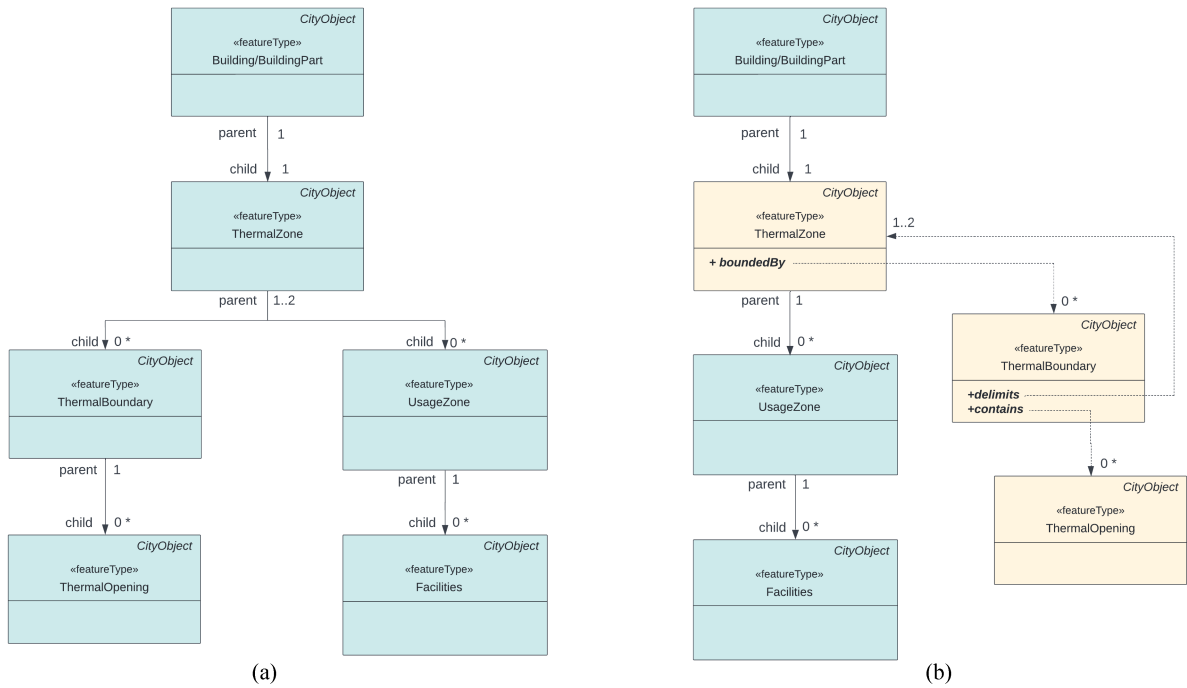 CityObject
«featureType»
Building/BuildingPart
parent 1
child 1
CityObject
«featureType»
ThermalZone
parent 1..2
child 0 *
child 0 *
CityObject
«featureType»
ThermalBoundary
CityObject
«featureType»
UsageZone
parent 1
parent 1
child 0 *
child 0 *
CityObject
«featureType»
ThermalOpening
CityObject
«featureType»
Facilities
(a)
CityObject
«featureType»
Building/BuildingPart
parent 1
child 1
CityObject
«featureType»
ThermalZone
1..2
+ boundedBy
parent 1
0 *
child 0 *
CityObject
«featureType»
ThermalBoundary
+delimits
+contains
CityObject
«featureType»
UsageZone
0 *
parent 1
child 0 *
CityObject
«featureType»
ThermalOpening
CityObject
«featureType»
Facilities
(b)